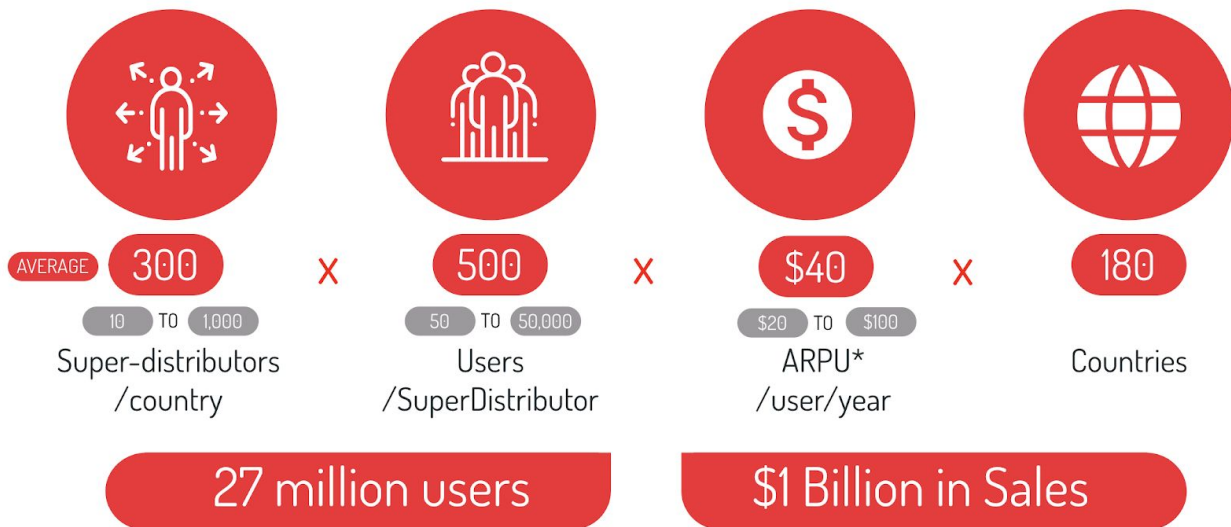 $
AVERAGE 300 X 500 X $40 X 180
10 TO 1,000 50 TO 50,000 $20 TO $100
Super-distributors Users ARPU* Countries
/country /SuperDistributor /user/year
27 million users $1 Billion in Sales